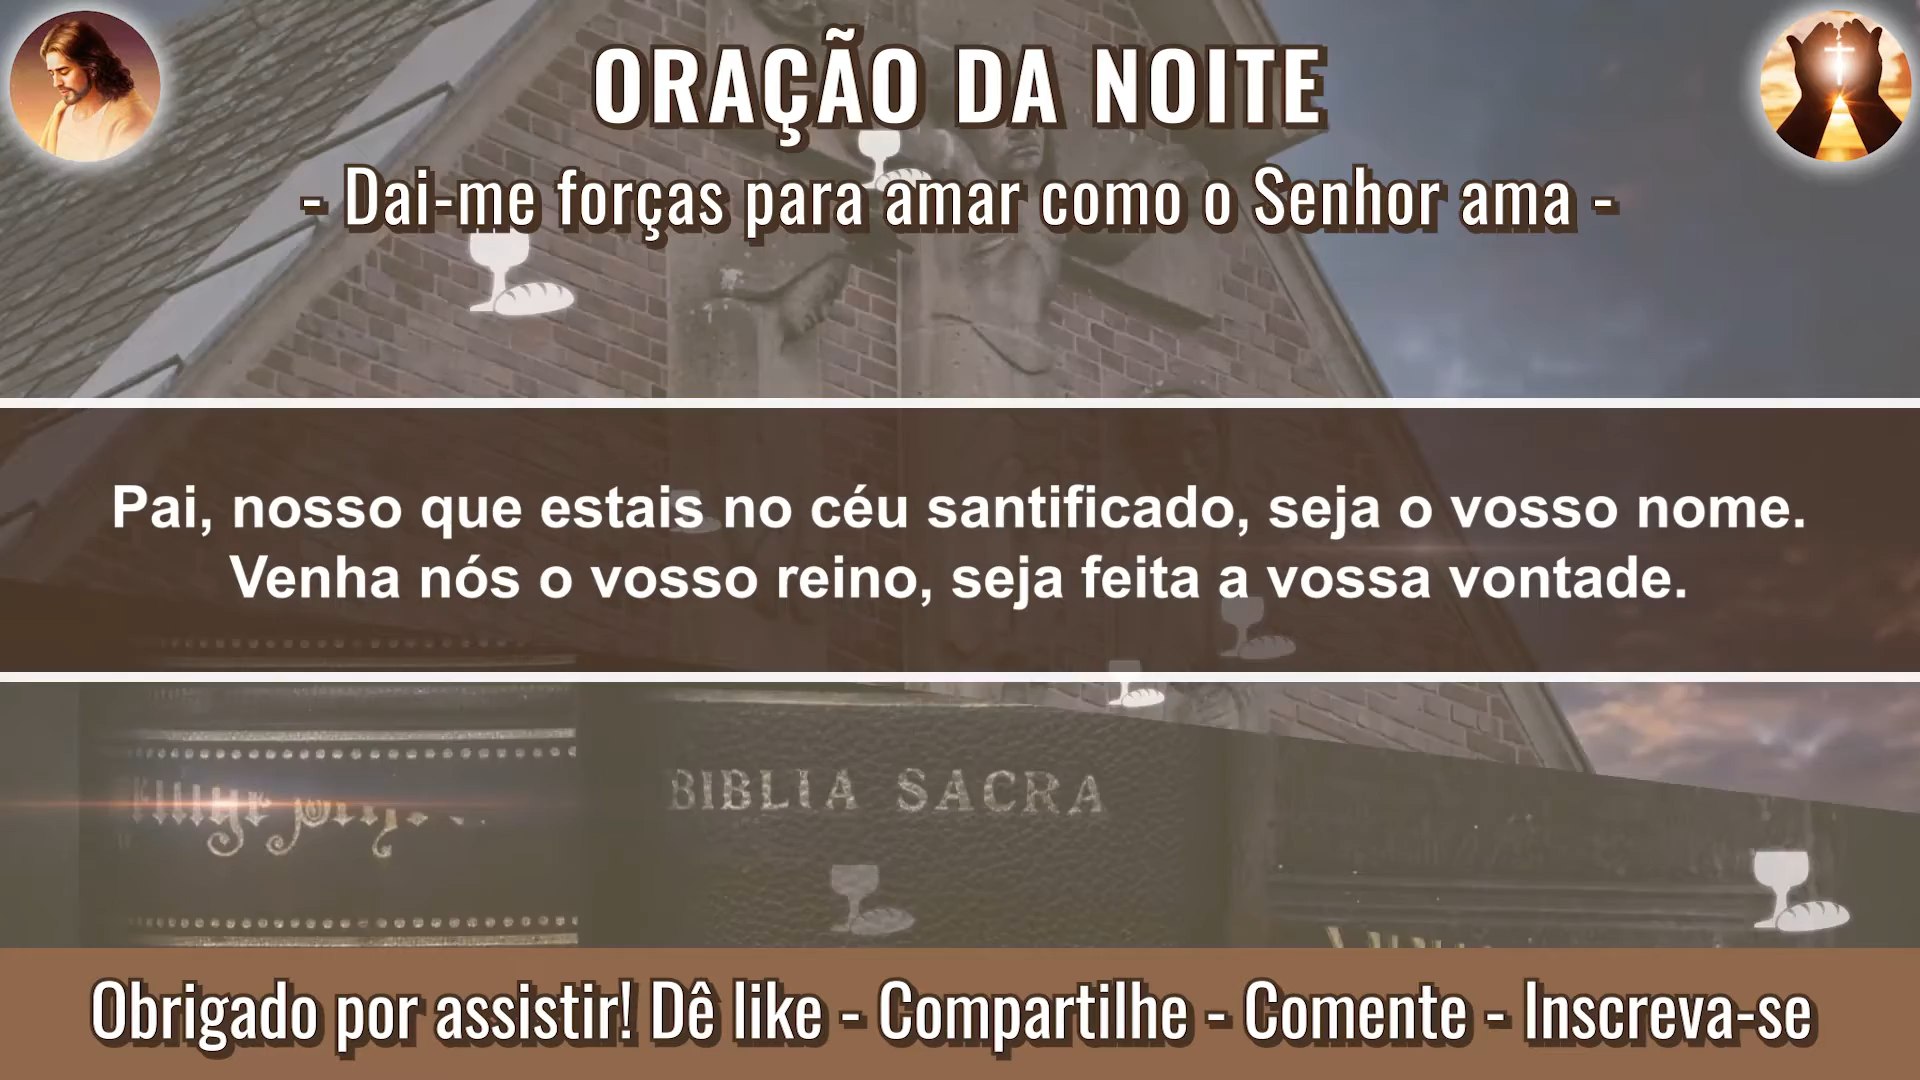 ORAÇÃO DA NOITE
- Dai-me forças para amar como o Senhor ama -
Pai, nosso que estais no céu santificado, seja o vosso nome.
Venha nós o vosso reino, seja feita a vossa vontade.
BIBLIA SACRA
Obrigado por assistir! Dê like - Compartilhe - Comente - Inscreva-se